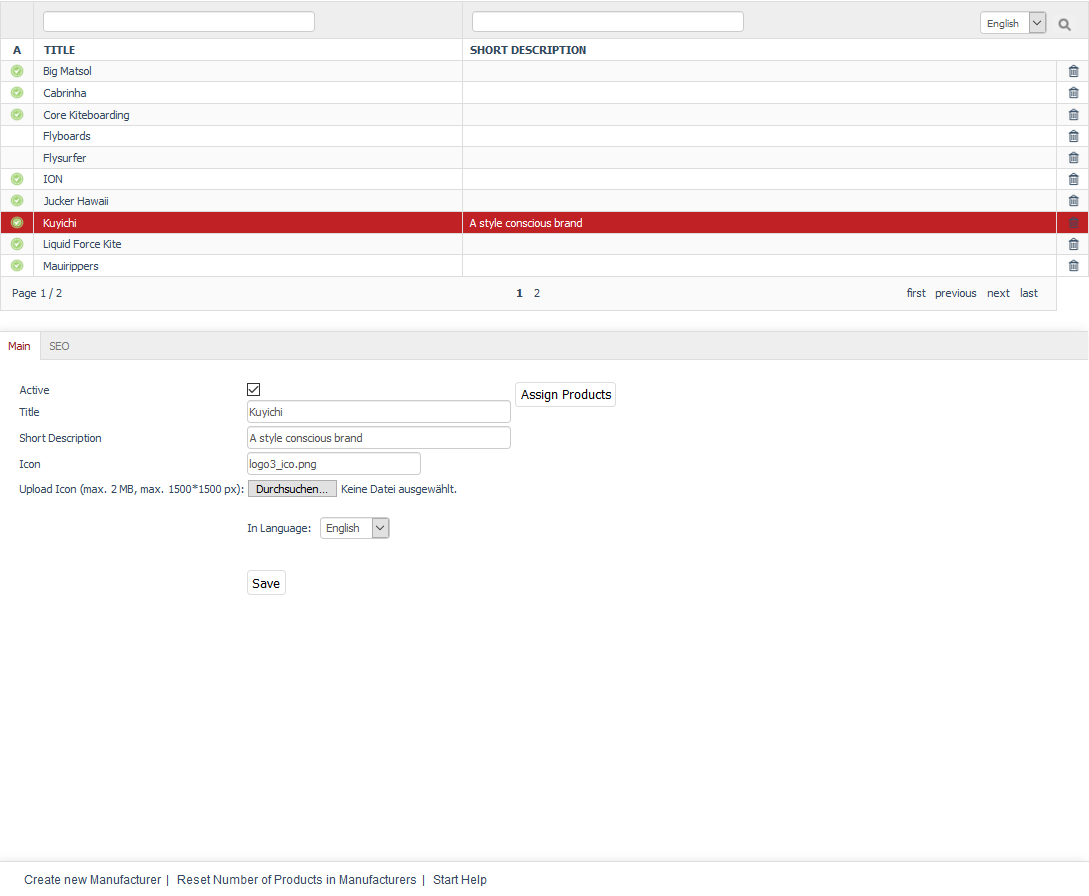 English
A TITLE SHORT DESCRIPTION
Big Matsol
Cabrinha
Core Kiteboarding
Flyboards
Flysurfer
ION
Jucker Hawaii
Kuyichi A style conscious brand
Liquid Force Kite
Mauirippers
Page 1 / 2 1 2 first previous next last
Main SEO
Active Assign Products
Title Kuyichi
Short Description A style conscious brand
Icon logo3_ico.png
Upload Icon (max. 2 MB, max. 1500*1500 px): Durchsuchen... Keine Datei ausgewählt.
In Language: English
Save
Create new Manufacturer | Reset Number of Products in Manufacturers | Start Help